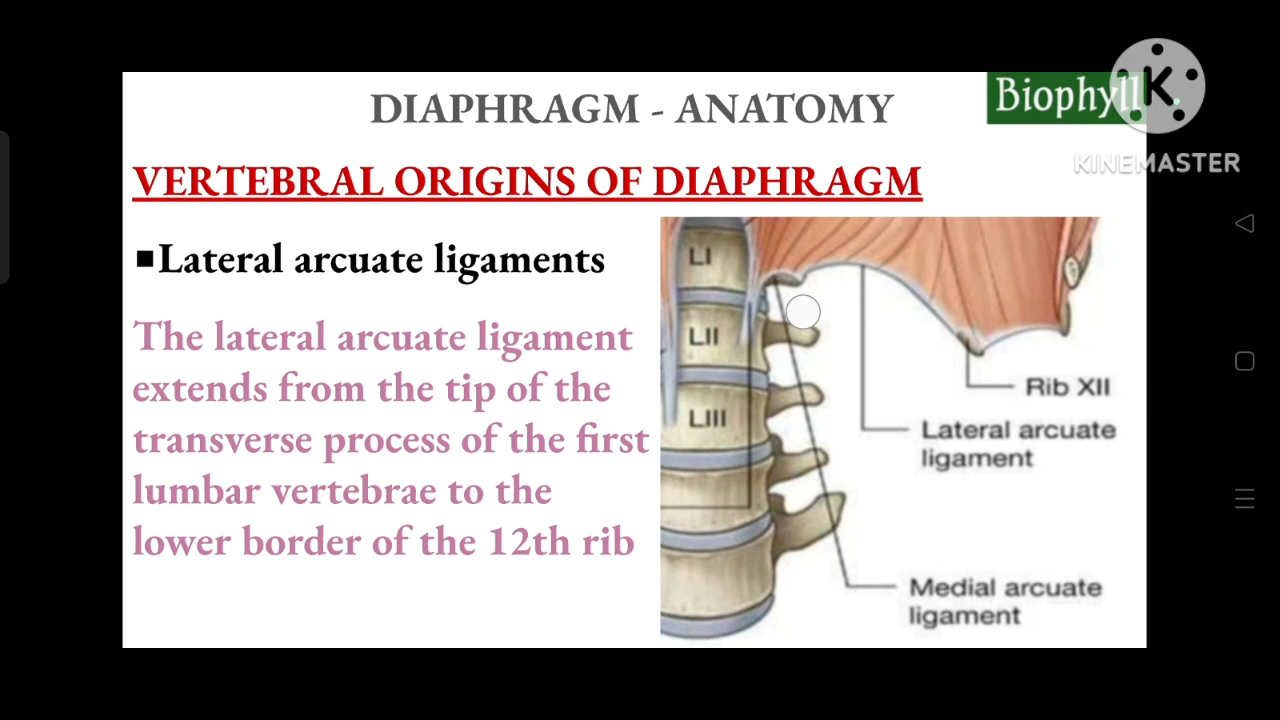 DIAPHRAGM - ANATOMY
Biophyll
KINEMASTER
VERTEBRAL ORIGINS OF DIAPHRAGM
▪Lateral arcuate ligaments
The lateral arcuate ligament
extends from the tip of the
transverse process of the first
lumbar vertebrae to the
lower border of the 12th rib
LI
LII
LIII
Rib XII
Lateral arcuate
ligament
Medial arcuate
ligament